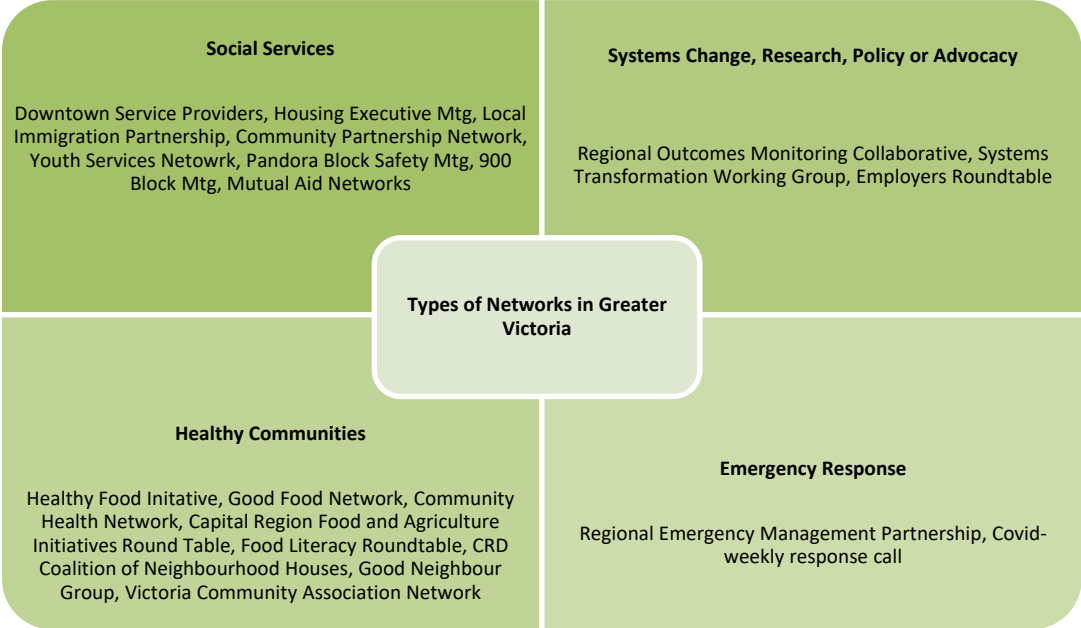 Social Services
Downtown Service Providers, Housing Executive Mtg, Local
Immigration Partnership, Community Partnership Network,
Youth Services Netowrk, Pandora Block Safety Mtg, 900
Block Mtg, Mutual Aid Networks
Systems Change, Research, Policy or Advocacy
Regional Outcomes Monitoring Collaborative, Systems
Transformation Working Group, Employers Roundtable
Types of Networks in Greater
Victoria
Healthy Communities
Healthy Food Initative, Good Food Network, Community
Health Network, Capital Region Food and Agriculture
Initiatives Round Table, Food Literacy Roundtable, CRD
Coalition of Neighbourhood Houses, Good Neighbour
Group, Victoria Community Association Network
Emergency Response
Regional Emergency Management Partnership, Covid-
weekly response call